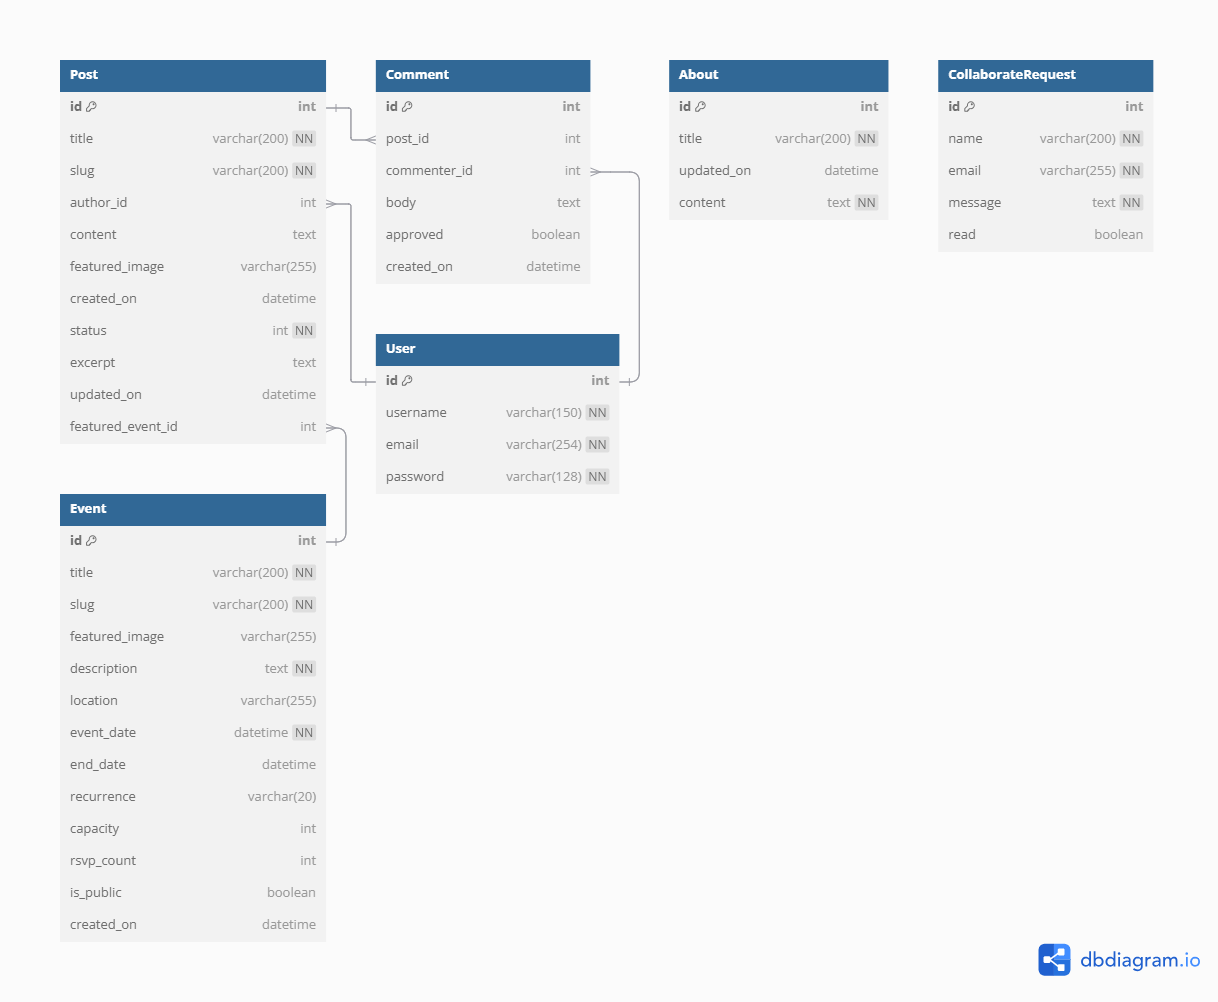 Post
id int
title varchar(200) NN
slug varchar(200) NN
author_id int
content text
featured_image varchar(255)
created_on datetime
status int NN
excerpt text
updated_on datetime
featured_event_id int
Comment
id int
post_id int
commenter_id int
body text
approved boolean
created_on datetime
About
id int
title varchar(200) NN
updated_on datetime
content text NN
CollaborateRequest
id int
name varchar(200) NN
email varchar(255) NN
message text NN
read boolean
User
id int
username varchar(150) NN
email varchar(254) NN
password varchar(128) NN
Event
id int
title varchar(200) NN
slug varchar(200) NN
featured_image varchar(255)
description text NN
location varchar(255)
event_date datetime NN
end_date datetime
recurrence varchar(20)
capacity int
rsvp_count int
is_public boolean
created_on datetime
dbdiagram.io